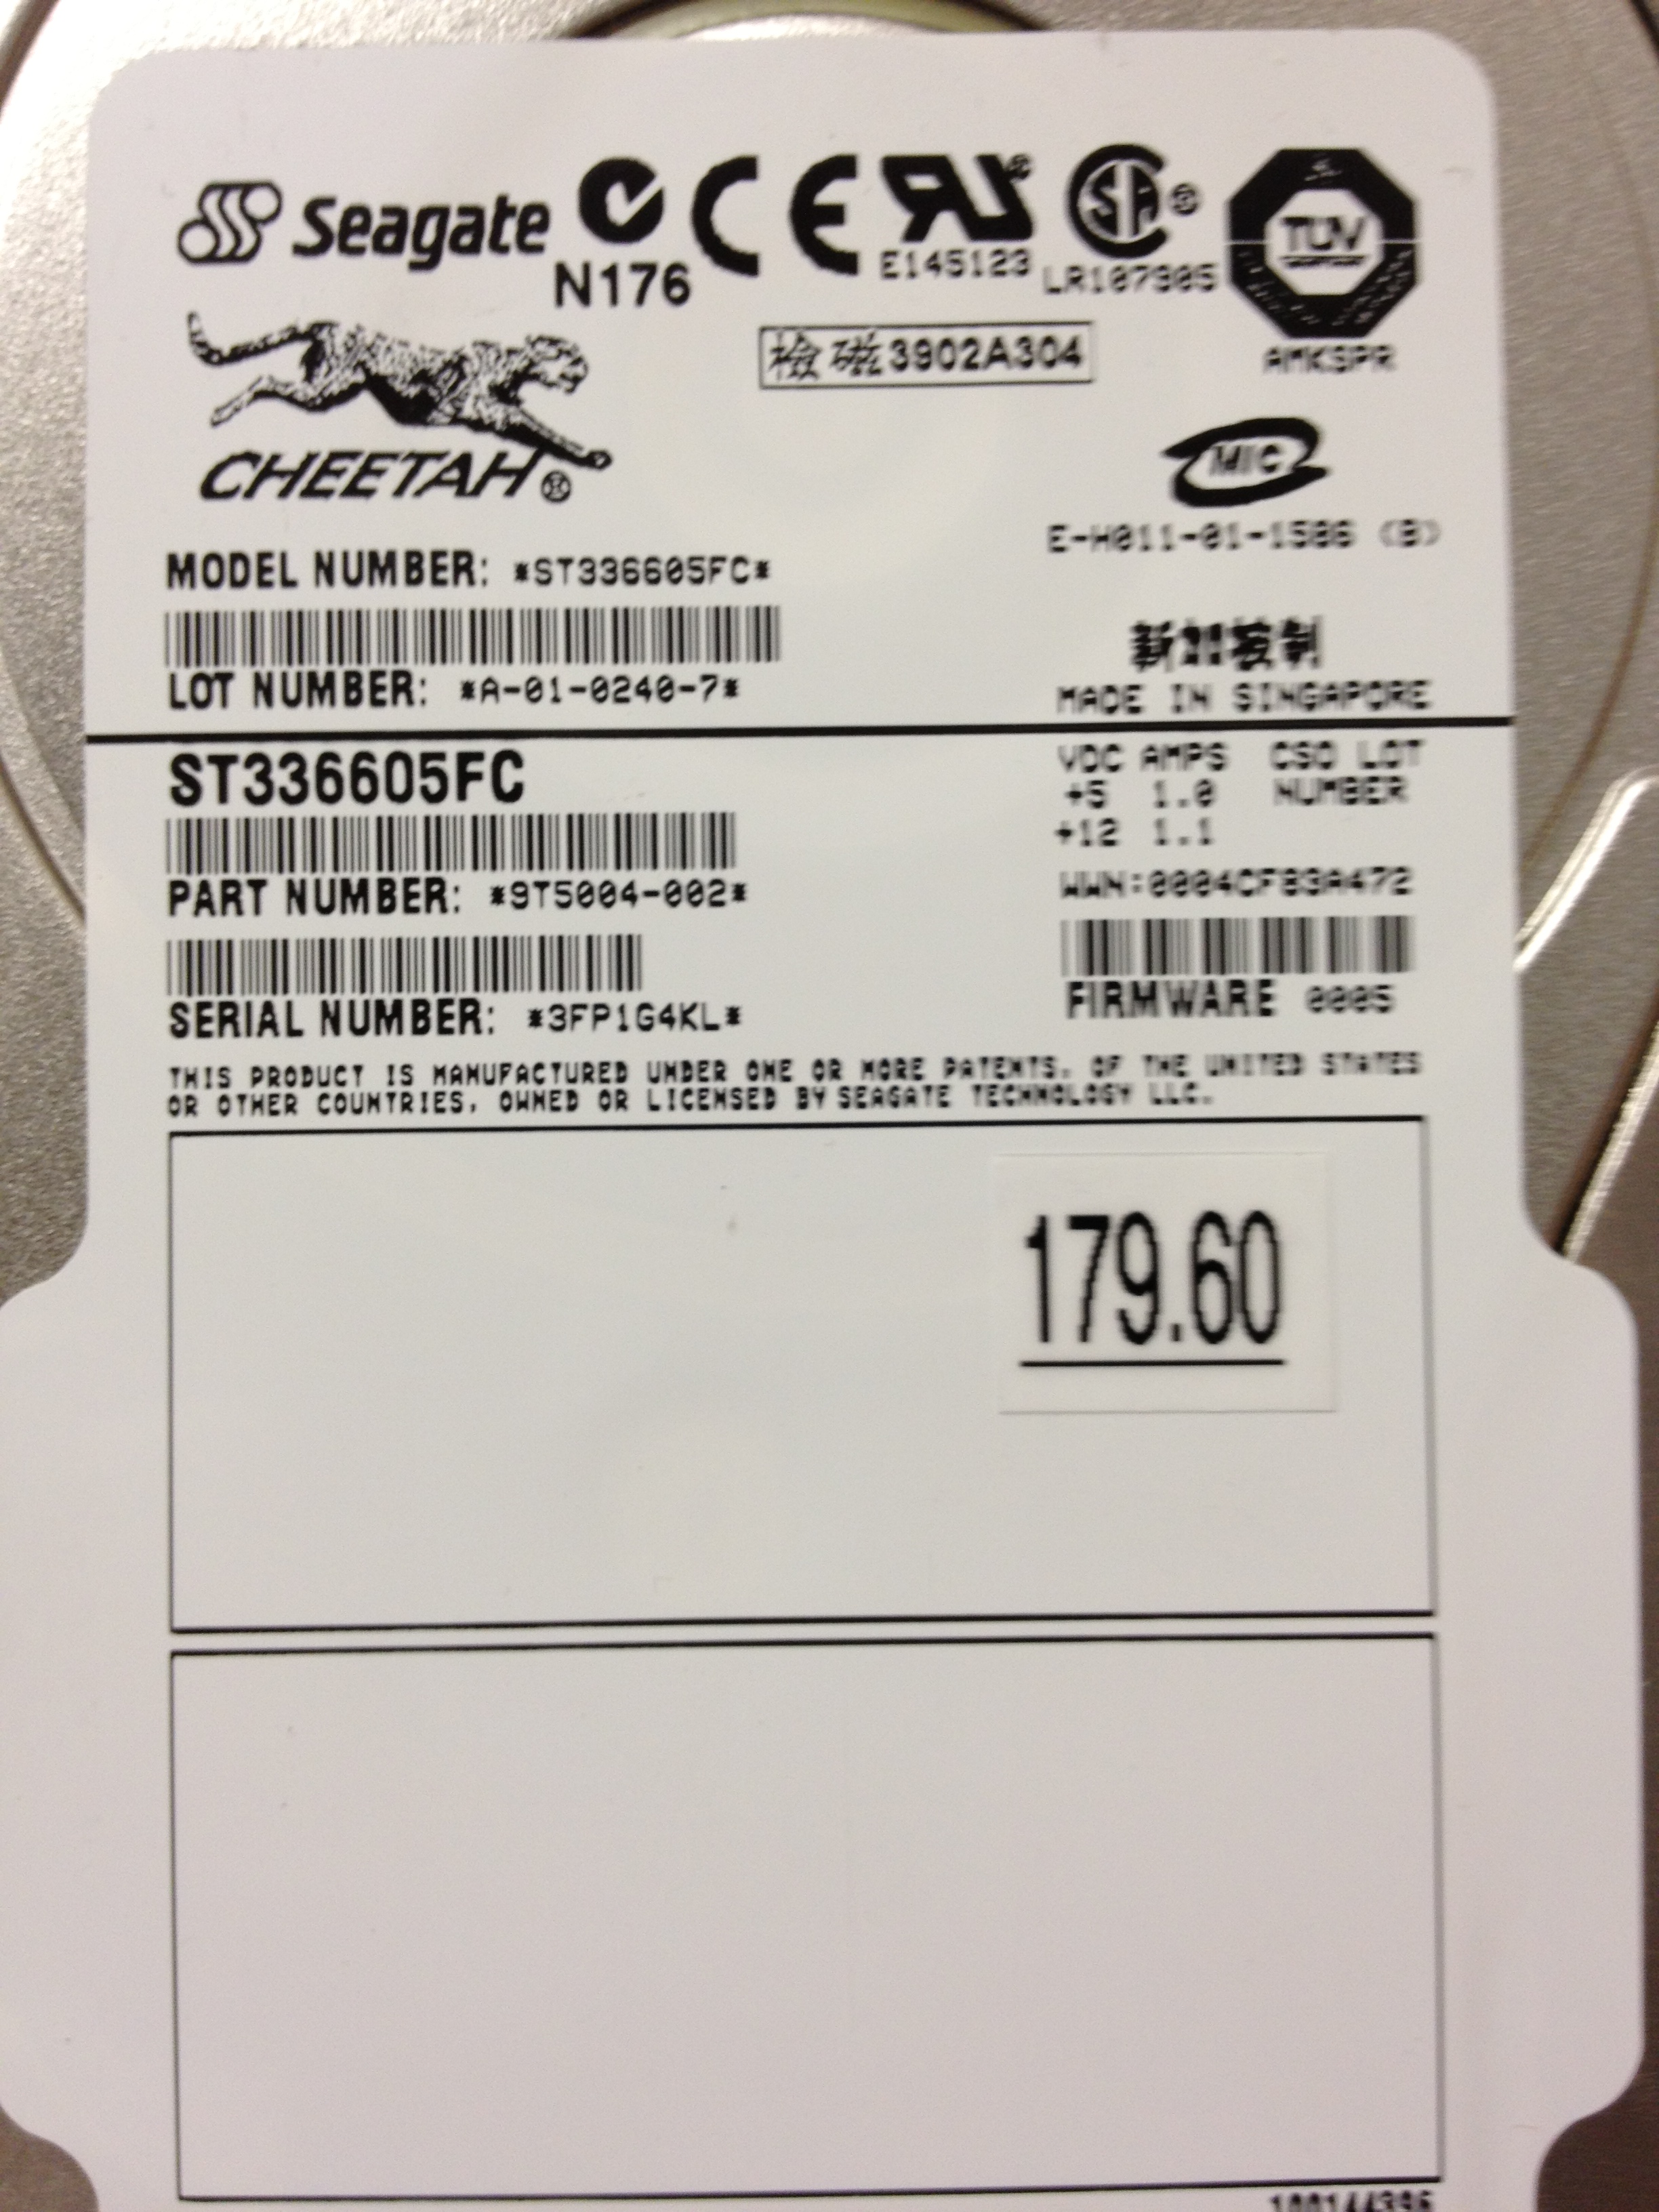 Seagate
N176
CE
E145123
LR107305
TUV
AMKSPR
檢磁3902A304
CHEETAH®
MIC
E-H011-01-1586 (B)
MODEL NUMBER: *ST336605FC*
新加坡制
LOT NUMBER: *A-01-0240-7*
MADE IN SINGAPORE
ST336605FC
VDC AMPS
+5 1.0
+12 1.1
CSO LOT
NUMBER
PART NUMBER: *9T5004-002*
WWN:0004CF83A472
SERIAL NUMBER: *3FP1G4KL*
FIRMWARE 0005
THIS PRODUCT IS MANUFACTURED UNDER ONE OR MORE PATENTS, OF THE UNITED STATES
OR OTHER COUNTRIES, OWNED OR LICENSED BY SEAGATE TECHNOLOGY LLC.
179.60
100144396